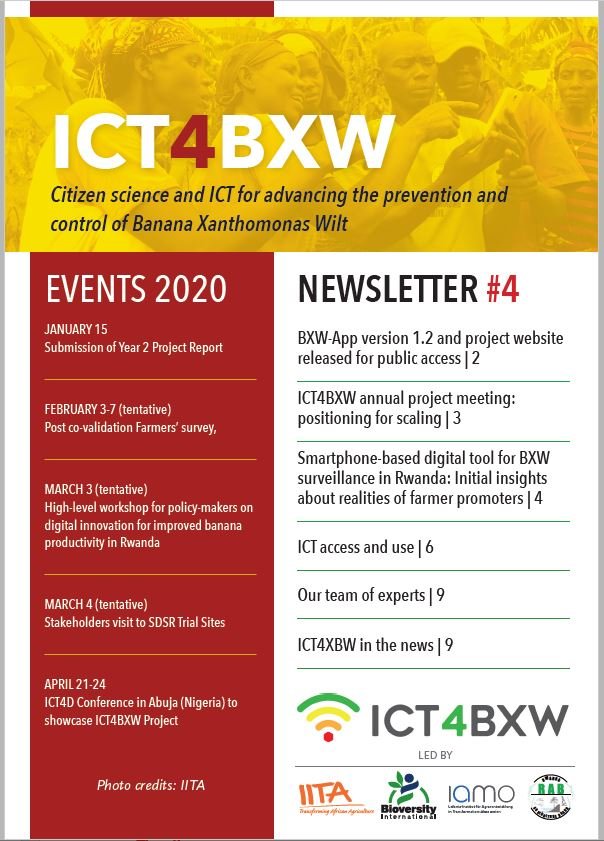 ICT4BXW
Citizen science and ICT for advancing the prevention and
control of Banana Xanthomonas Wilt
EVENTS 2020
JANUARY 15
Submission of Year 2 Project Report
FEBRUARY 3-7 (tentative)
Post co-validation Farmers' survey,
MARCH 3 (tentative)
High-level workshop for policy-makers on
digital innovation for improved banana
productivity in Rwanda
MARCH 4 (tentative)
Stakeholders visit to SDSR Trial Sites
APRIL 21-24
ICT4D Conference in Abuja (Nigeria) to
showcase ICT4BXW Project
Photo credits: IITA
NEWSLETTER #4
BXW-App version 1.2 and project website
released for public access | 2
ICT4BXW annual project meeting:
positioning for scaling | 3
Smartphone-based digital tool for BXW
surveillance in Rwanda: Initial insights
about realities of farmer promoters | 4
ICT access and use | 6
Our team of experts | 9
ICT4XBW in the news | 9
ICT4BXW
LED BY
IITA
Transforming African Agriculture
Bioversity
International
iamo
Leibniz-Institut für Agrarentwicklung
in Transformationsökonomien
RWANDA
RAB